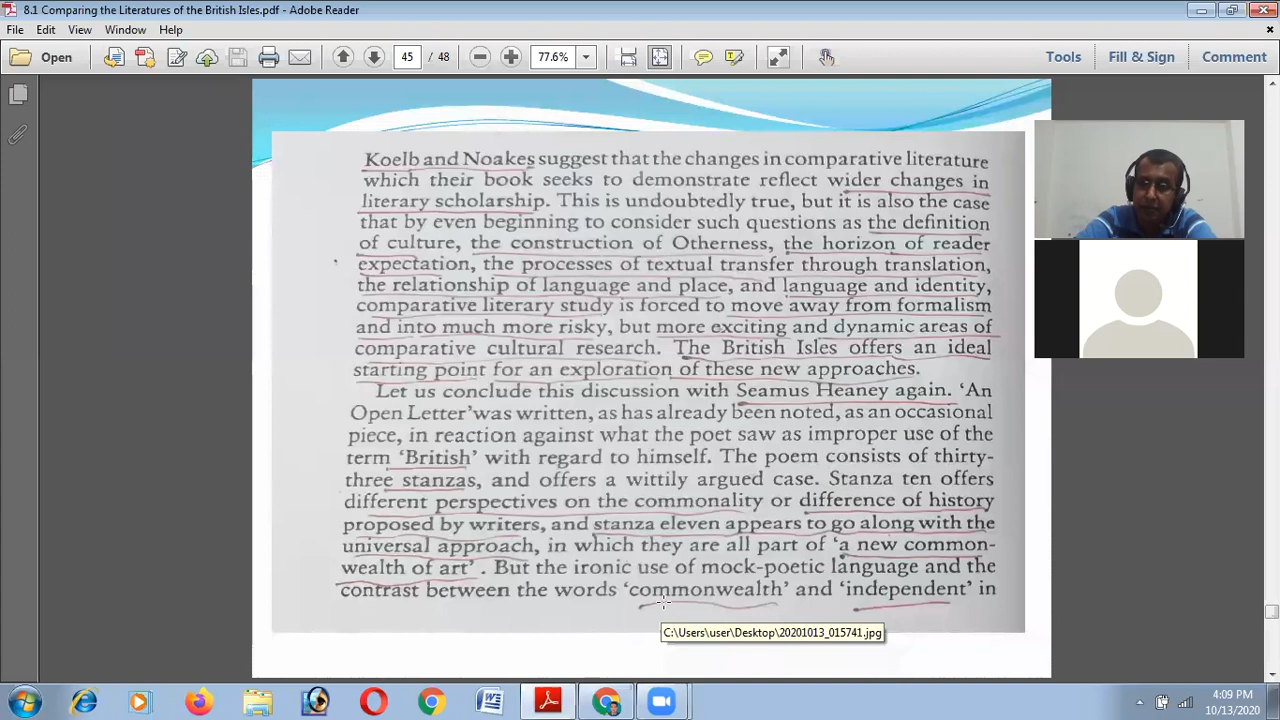 8.1 Comparing the Literatures of the British Isles.pdf - Adobe Reader
File Edit View Window Help
Open 45 / 48 77.6% Tools Fill & Sign Comment
Koelb and Noakes suggest that the changes in comparative literature
which their book seeks to demonstrate reflect wider changes in
literary scholarship. This is undoubtedly true, but it is also the case
that by even beginning to consider such questions as the definition
of culture, the construction of Otherness, the horizon of reader
expectation, the processes of textual transfer through translation,
the relationship of language and place, and language and identity,
comparative literary study is forced to move away from formalism
and into much more risky, but more exciting and dynamic areas of
comparative cultural research. The British Isles offers an ideal
starting point for an exploration of these new approaches.
Let us conclude this discussion with Seamus Heaney again. 'An
Open Letter' was written, as has already been noted, as an occasional
piece, in reaction against what the poet saw as improper use of the
term 'British' with regard to himself. The poem consists of thirty-
three stanzas, and offers a wittily argued case. Stanza ten offers
different perspectives on the commonality or difference of history
proposed by writers, and stanza eleven appears to go along with the
universal approach, in which they are all part of 'a new common-
wealth of art'. But the ironic use of mock-poetic language and the
contrast between the words 'commonwealth' and 'independent' in
C:\Users\user\Desktop\20201013_015741.jpg
4:09 PM
10/13/2020